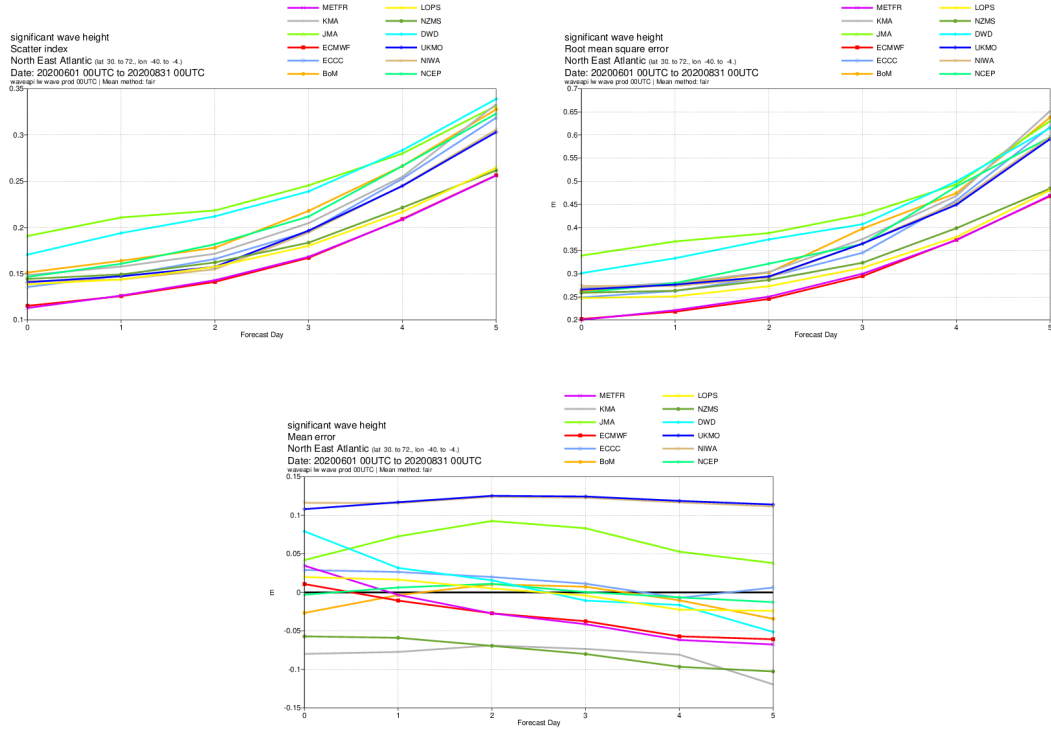 METFR LOPS
KMA NZMS
JMA DWD
ECMWF UKMO
ECCC NIWA
BoM NCEP
significant wave height
Scatter index
North East Atlantic (lat 30. to 72., lon -40. to -4.)
Date: 20200601 00UTC to 20200831 00UTC
waveapi lw wave prod 00UTC | Mean method: fair
0.35
0.3
0.25
0.2
0.15
0.1
0 1 2 3 4 5
Forecast Day
METFR LOPS
KMA NZMS
JMA DWD
ECMWF UKMO
ECCC NIWA
BoM NCEP
significant wave height
Root mean square error
North East Atlantic (lat 30. to 72., lon -40. to -4.)
Date: 20200601 00UTC to 20200831 00UTC
waveapi lw wave prod 00UTC | Mean method: fair
0.7
0.65
0.6
0.55
0.5
m
0.45
0.4
0.35
0.3
0.25
0.2
0 1 2 3 4 5
Forecast Day
METFR LOPS
KMA NZMS
JMA DWD
ECMWF UKMO
ECCC NIWA
BoM NCEP
significant wave height
Mean error
North East Atlantic (lat 30. to 72., lon -40. to -4.)
Date: 20200601 00UTC to 20200831 00UTC
waveapi lw wave prod 00UTC | Mean method: fair
0.15
0.1
0.05
m
0
-0.05
-0.1
-0.15
0 1 2 3 4 5
Forecast Day